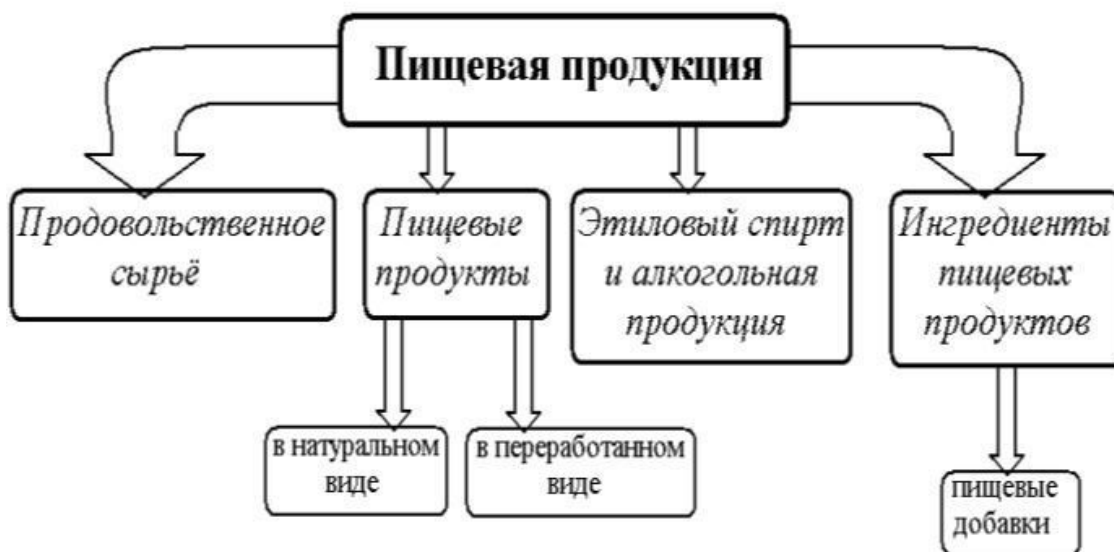 Пищевая продукция
Продовольственное
сырьё
Пищевые
продукты
Этиловый спирт
и алкогольная
продукция
Ингредиенты
пищевых
продуктов
в натуральном
виде
в переработанном
виде
пищевые
добавки